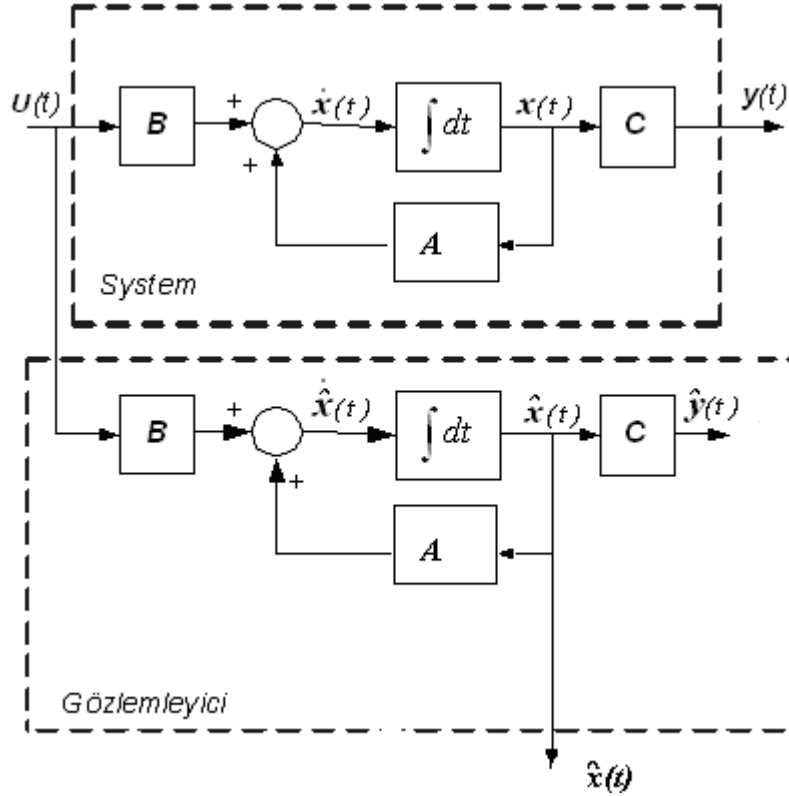 u(t) B + ẋ(t) ∫ dt x(t) C y(t)
+
A
System
B + x̂̇(t) ∫ dt x̂(t) C ŷ(t)
+
A
Gözlemleyici
x̂(t)